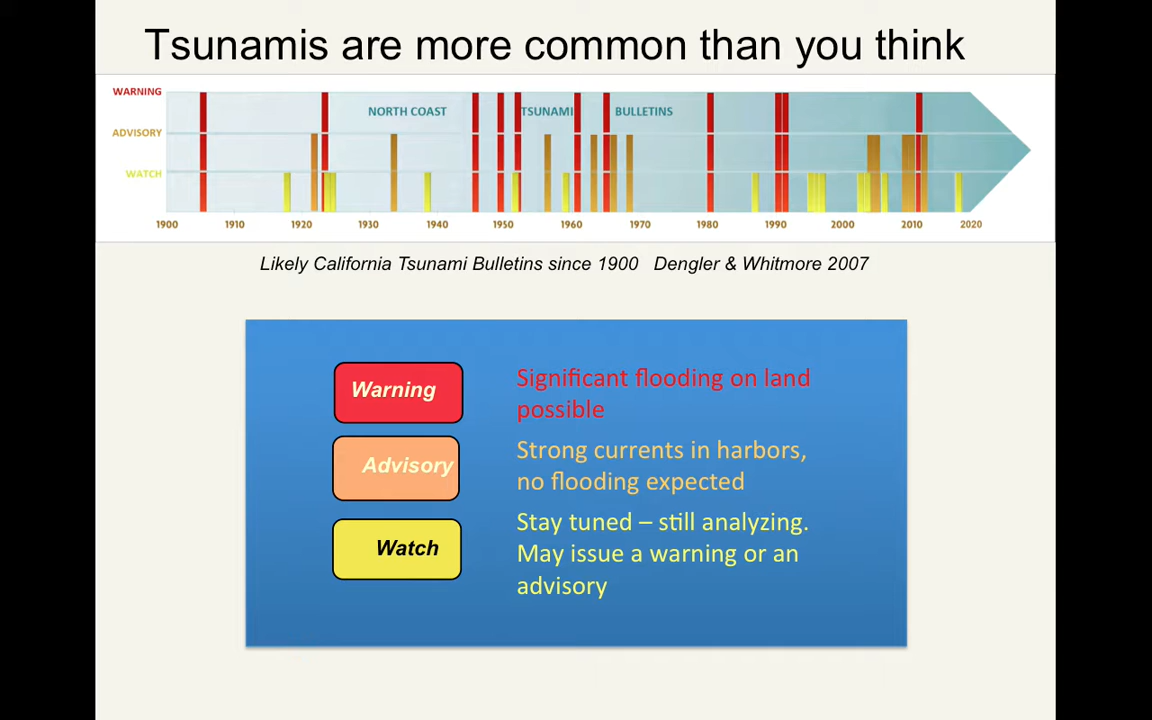 Tsunamis are more common than you think
WARNING
NORTH COAST TSUNAMI BULLETINS
ADVISORY
WATCH
1900 1910 1920 1930 1940 1950 1960 1970 1980 1990 2000 2010 2020
Likely California Tsunami Bulletins since 1900 Dengler & Whitmore 2007
Warning
Significant flooding on land
possible
Advisory
Strong currents in harbors,
no flooding expected
Watch
Stay tuned – still analyzing.
May issue a warning or an
advisory